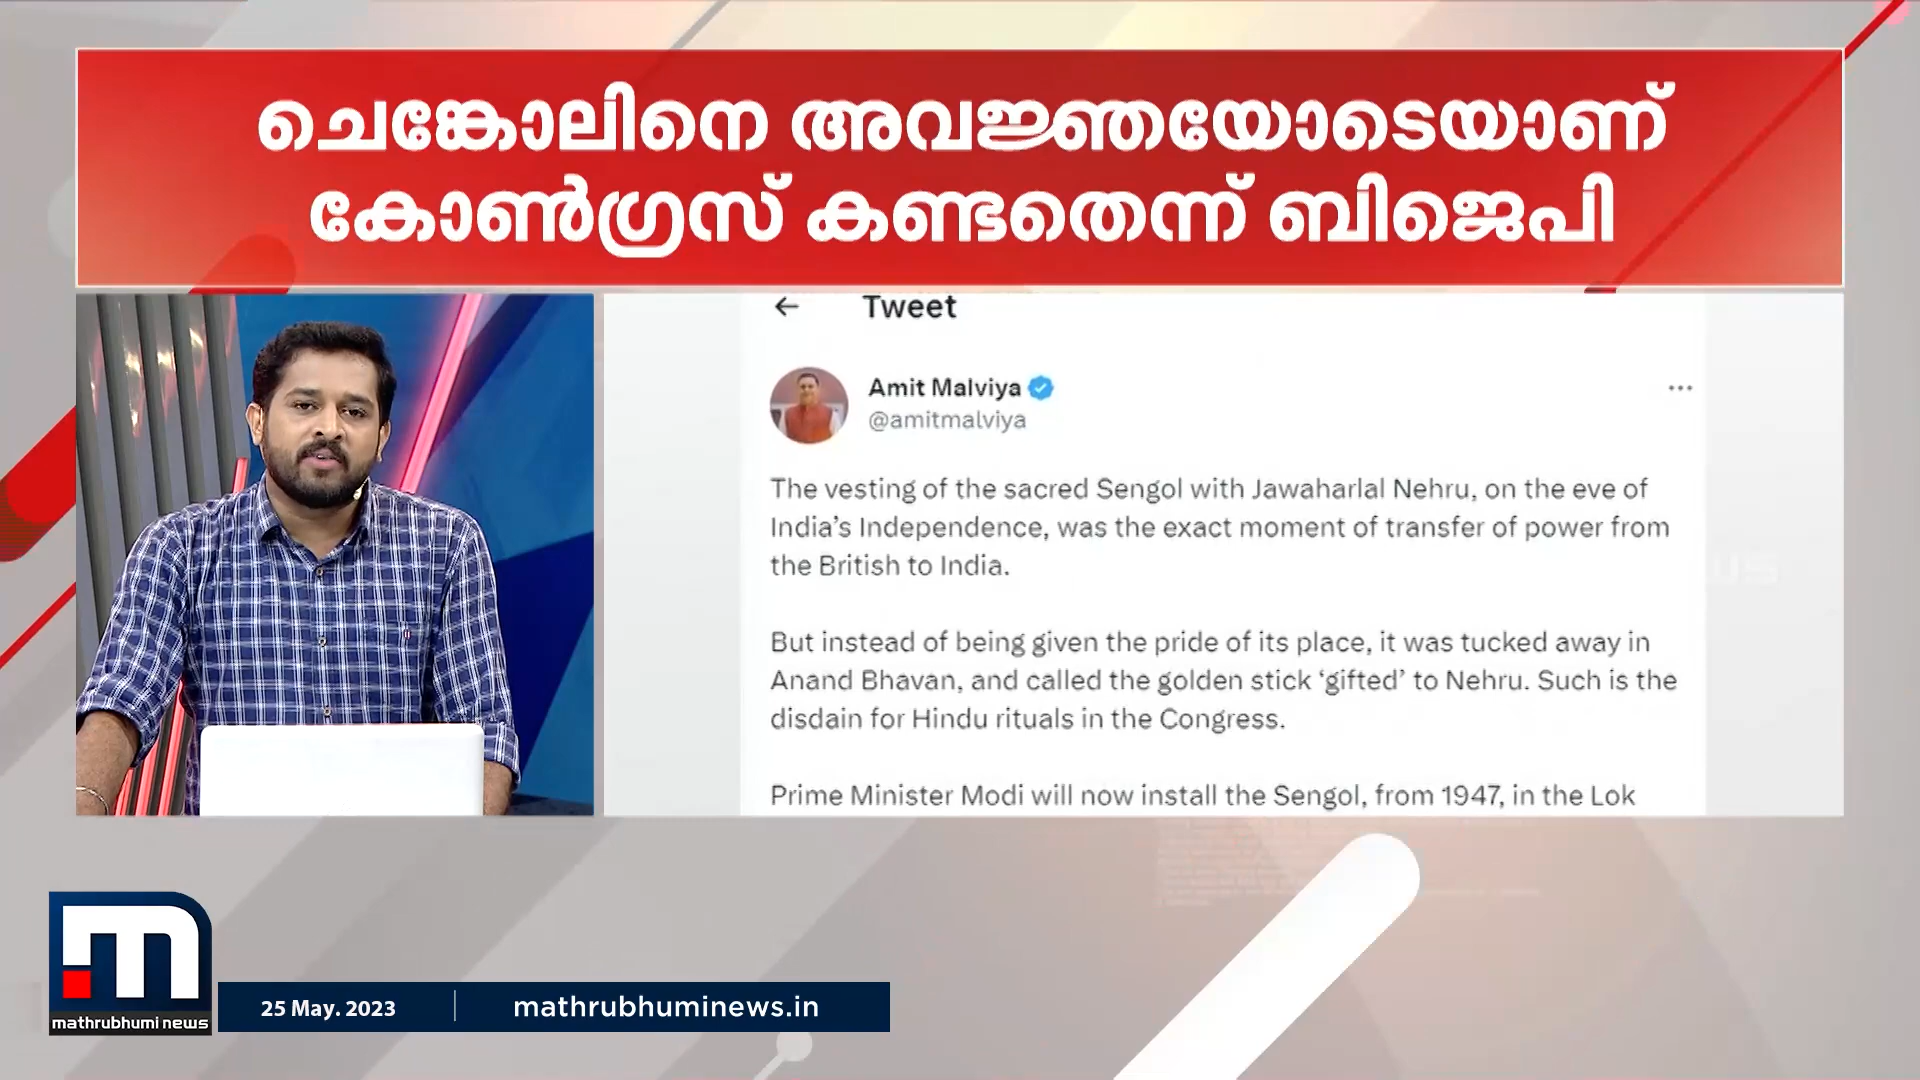 ചെങ്കോലിനെ അവജ്ഞയോടെയാണ്
കോൺഗ്രസ് കണ്ടതെന്ന് ബിജെപി
← Tweet
Amit Malviya
@amitmalviya
The vesting of the sacred Sengol with Jawaharlal Nehru, on the eve of
India’s Independence, was the exact moment of transfer of power from
the British to India.
But instead of being given the pride of its place, it was tucked away in
Anand Bhavan, and called the golden stick ‘gifted’ to Nehru. Such is the
disdain for Hindu rituals in the Congress.
Prime Minister Modi will now install the Sengol, from 1947, in the Lok
mathrubhumi news
25 May. 2023
mathrubhuminews.in